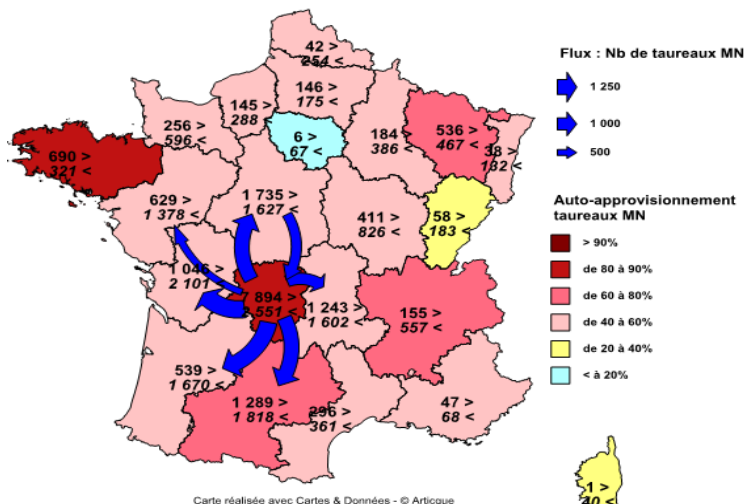 42 >
254 <
Flux : Nb de taureaux MN
146 >
175 <
1 250
145 >
288
256 >
596 <
6 >
67 <
184 >
386 <
536 >
467 <
38 >
132 <
1 000
500
690 >
321 <
629 >
1 378 <
1 735 >
1 627 <
411 >
826 <
58 >
183 <
Auto-approvisionnement
taureaux MN
> 90%
de 80 à 90%
de 60 à 80%
de 40 à 60%
de 20 à 40%
< à 20%
1 046 >
2 101
894 >
551 <
1 243 >
1 602 <
155 >
557 <
539 >
1 670 <
1 289 >
1 818 <
296 >
361 <
47 >
68 <
1 >
40 <
Carte réalisée avec Cartes & Données - © Articque